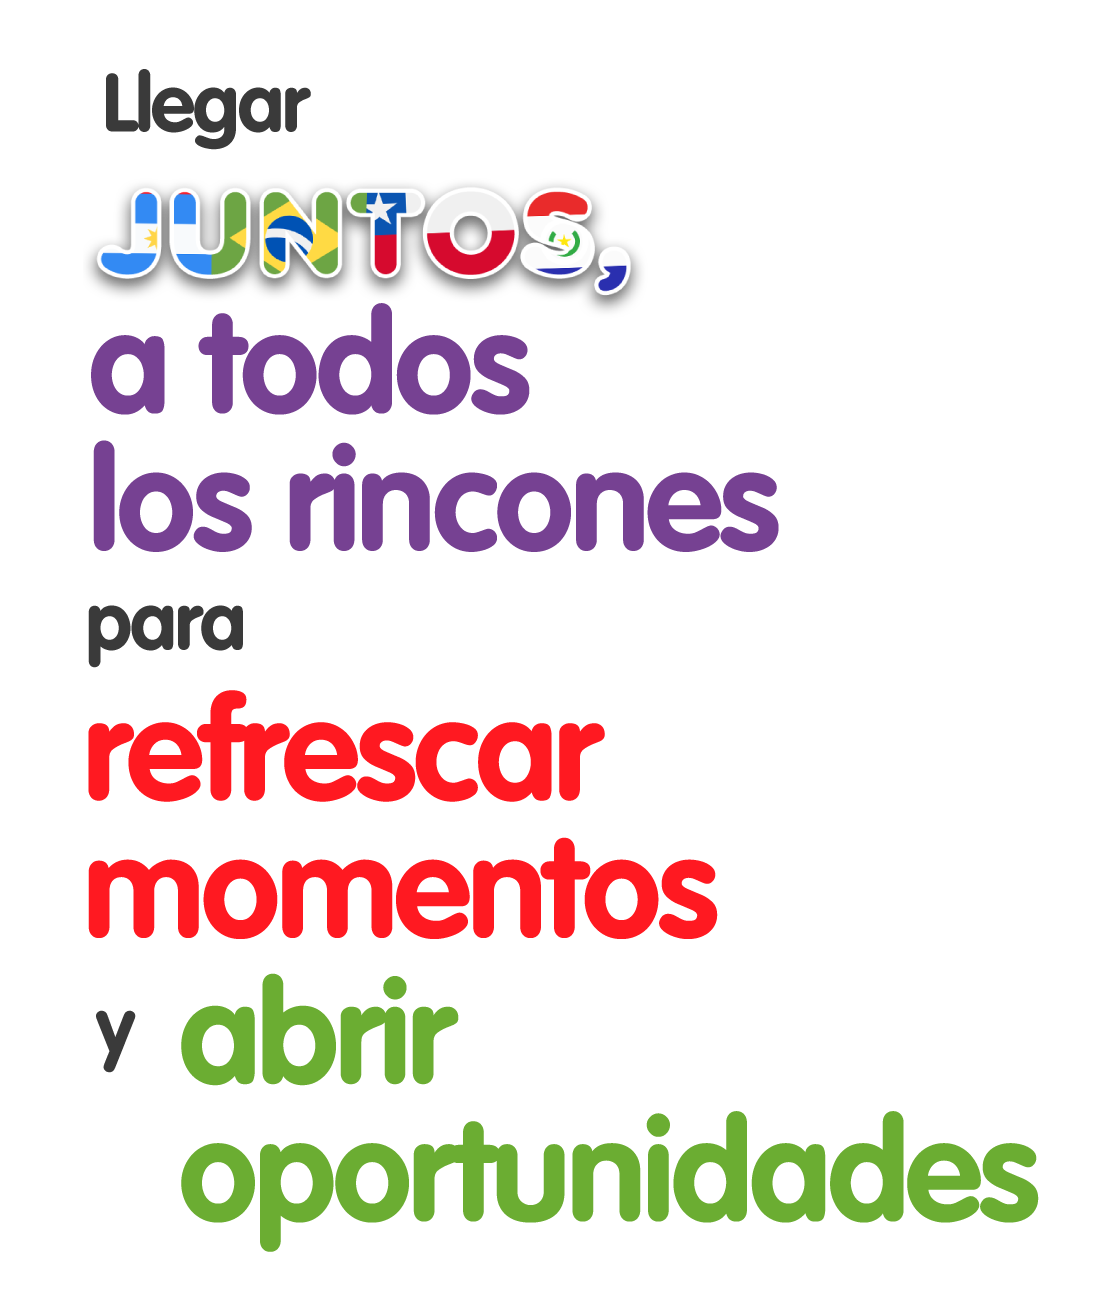 Llegar
JUNTOS,
a todos
los rincones
para
refrescar
momentos
y abrir
oportunidades